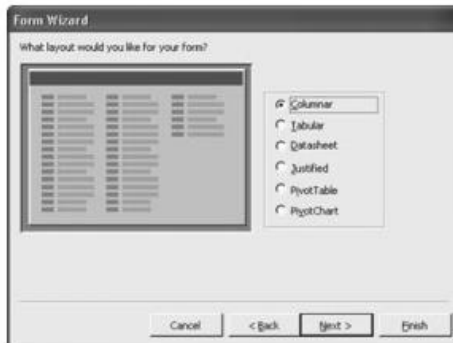 Form Wizard
What layout would you like for your form?
Columnar
Tabular
Datasheet
Justified
PivotTable
PivotChart
Cancel
< Back
Next >
Finish